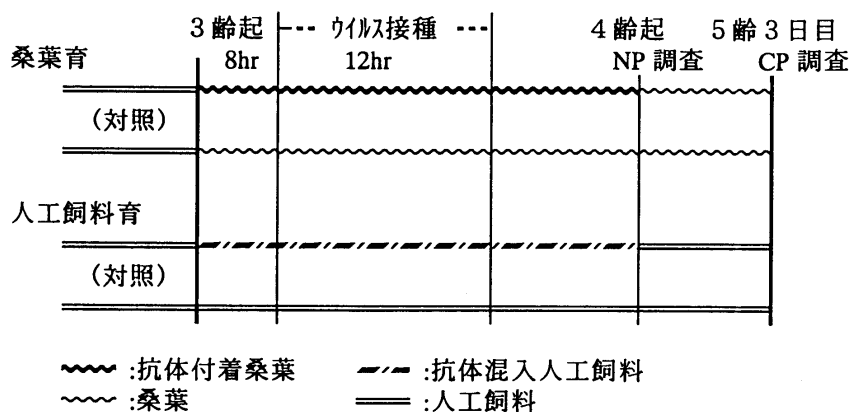 3齢起 --- ウイルス接種 --- 4齢起 5齢3日目
桑葉育 8hr 12hr NP調査 CP調査
(対照)
人工飼料育
(対照)
:抗体付着桑葉 :抗体混入人工飼料
:桑葉 :人工飼料